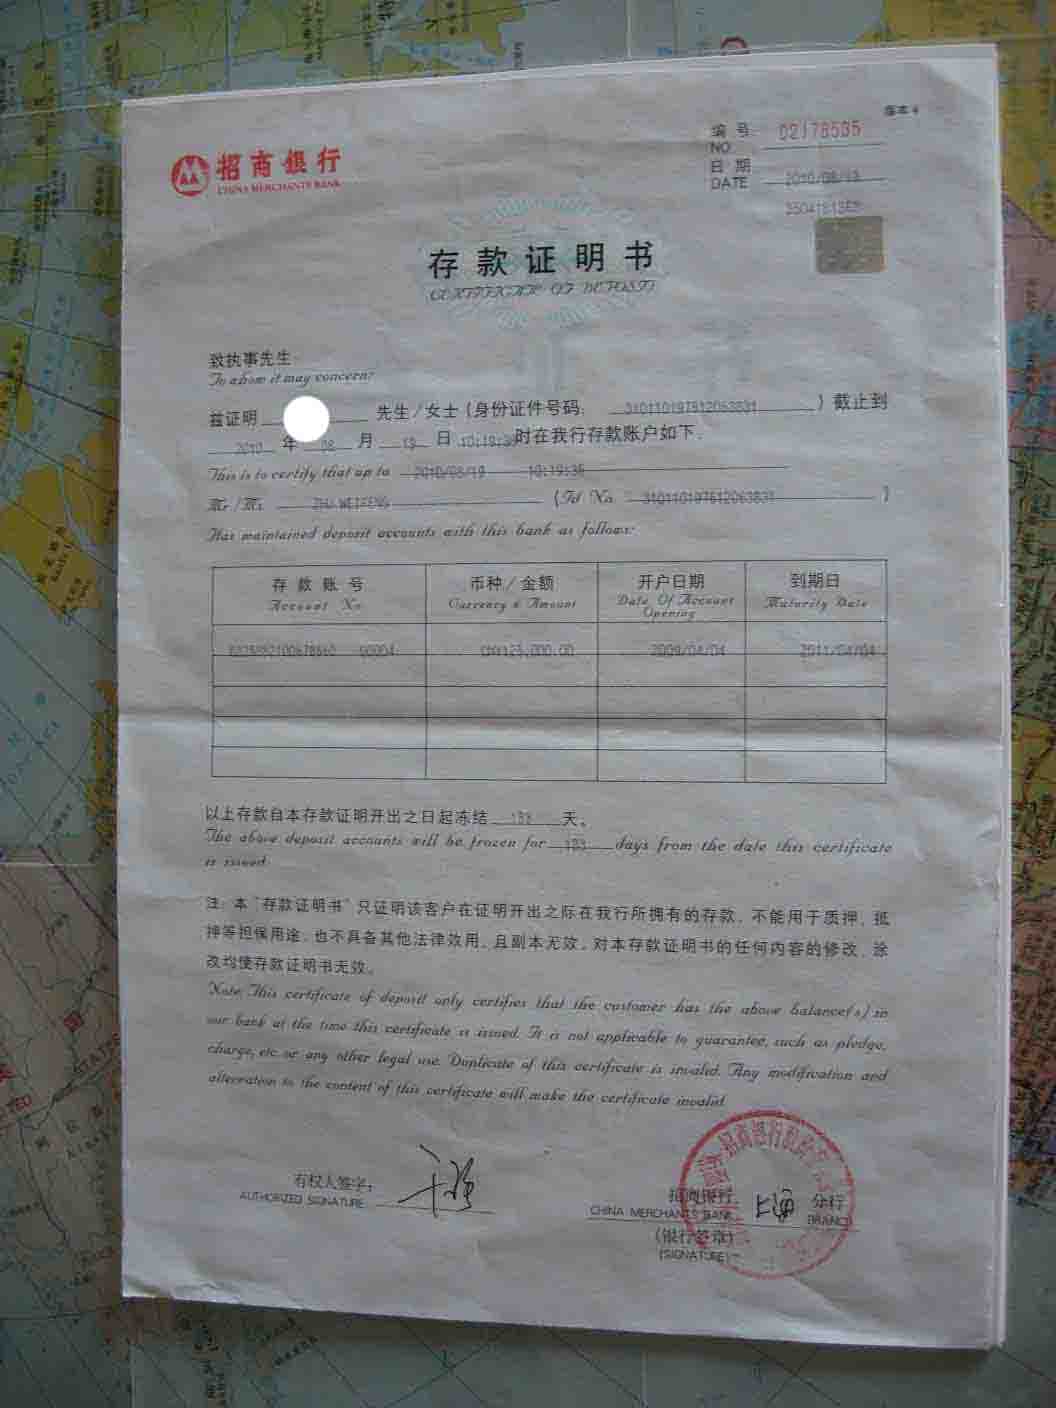 版本4
招商银行
CHINA MERCHANTS BANK
编号
NO
日期
DATE
存款证明书
CERTIFICATE OF DEPOSIT
致执事先生:
To whom it may concern:
兹证明 先生/女士(身份证件号码: )截止到
2010 年 08 月 19 日 10:19:36时在我行存款账户如下.
This is to certify that up to 2010/08/19 10:19:36
Mr/Ms (Id No )
Has maintained deposit accounts with this bank as follows:
存款账号 币种/金额 开户日期 到期日
Account No Currency & Amount Date Of Account Opening Maturity Date
2009/04/04 2011/04/04
以上存款自本存款证明开出之日起冻结 天。
The above deposit accounts will be frozen for days from the date this certificate
is issued.
注:本“存款证明书”只证明该客户在证明开出之际在我行所拥有的存款,不能用于质押、抵
押等担保用途,也不具备其他法律效用,且副本无效。对本存款证明书的任何内容的修改、涂
改均使存款证明书无效。
Note:This certificate of deposit only certifies that the customer has the above balance(s) in
our bank at the time this certificate is issued. It is not applicable to guarantee, such as pledge,
charge, etc. or any other legal use. Duplicate of this certificate is invalid. Any modification and
alteration to the content of this certificate will make the certificate invalid.
有权人签字:
AUTHORIZED SIGNATURE
招商银行 上海 分行
CHINA MERCHANTS BANK BRANCH
(银行签章)
(SIGNATURE)